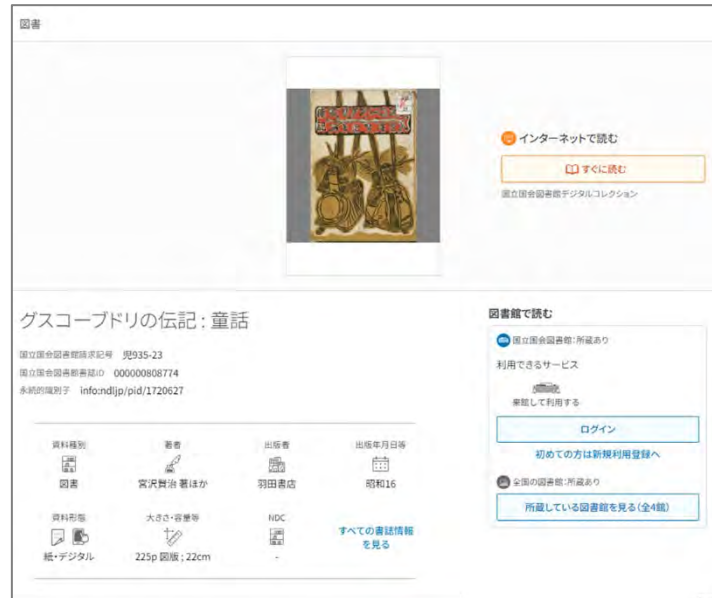 図書
インターネットで読む
すぐに読む
国立国会図書館デジタルコレクション
グスコーブドリの伝記 : 童話
国立国会図書館請求記号 児935-23
国立国会図書館書誌ID 000000808774
永続的識別子 info:ndljp/pid/1720627
資料種別
図書
著者
宮沢賢治 著ほか
出版者
羽田書店
出版年月日等
昭和16
資料形態
紙・デジタル
大きさ・容量等
225p 図版 ; 22cm
NDC
-
すべての書誌情報
を見る
図書館で読む
国立国会図書館:所蔵あり
利用できるサービス
来館して利用する
ログイン
初めての方は新規利用登録へ
全国の図書館:所蔵あり
所蔵している図書館を見る(全4館)